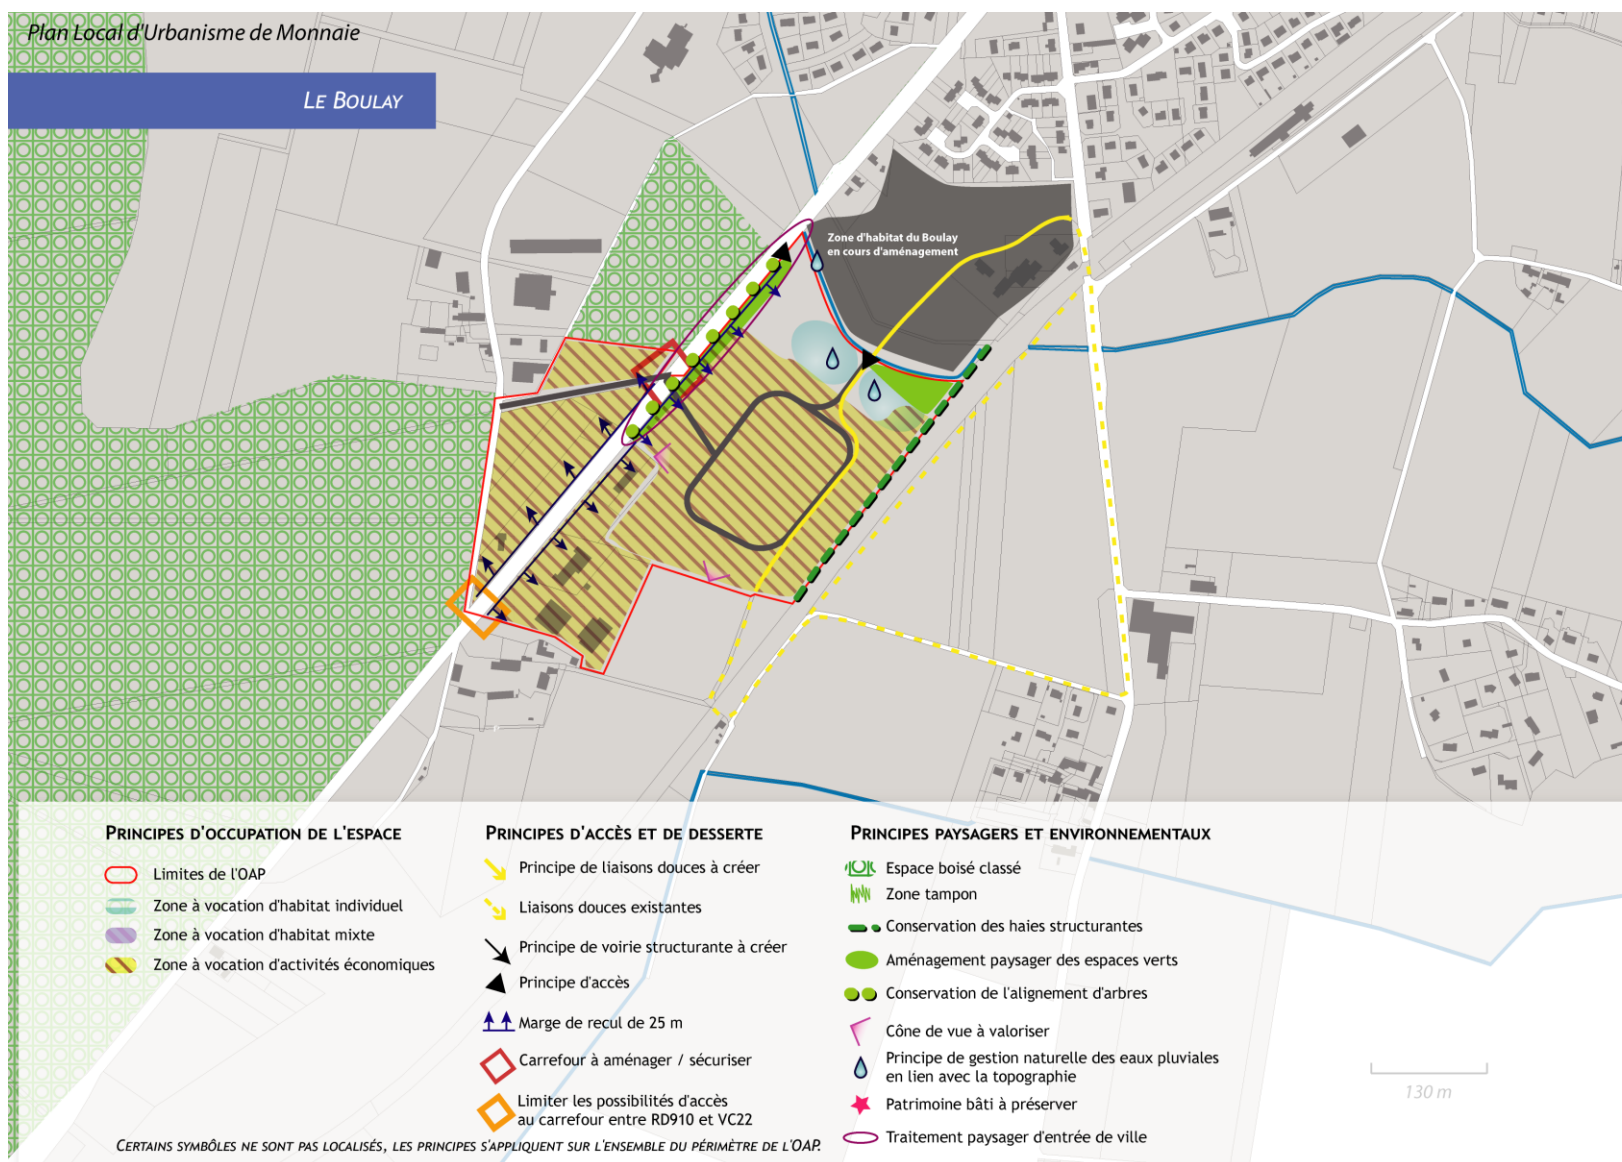 Plan Local d'Urbanisme de Monnaie
LE BOULAY
Zone d'habitat du Boulay
en cours d'aménagement
PRINCIPES D'OCCUPATION DE L'ESPACE
Limites de l'OAP
Zone à vocation d'habitat individuel
Zone à vocation d'habitat mixte
Zone à vocation d'activités économiques
PRINCIPES D'ACCÈS ET DE DESSERTE
Principe de liaisons douces à créer
Liaisons douces existantes
Principe de voirie structurante à créer
Principe d'accès
Marge de recul de 25 m
Carrefour à aménager / sécuriser
Limiter les possibilités d'accès
au carrefour entre RD910 et VC22
PRINCIPES PAYSAGERS ET ENVIRONNEMENTAUX
Espace boisé classé
Zone tampon
Conservation des haies structurantes
Aménagement paysager des espaces verts
Conservation de l'alignement d'arbres
Cône de vue à valoriser
Principe de gestion naturelle des eaux pluviales
en lien avec la topographie
Patrimoine bâti à préserver
Traitement paysager d'entrée de ville
130 m
CERTAINS SYMBÔLES NE SONT PAS LOCALISÉS, LES PRINCIPES S'APPLIQUENT SUR L'ENSEMBLE DU PÉRIMÈTRE DE L'OAP.